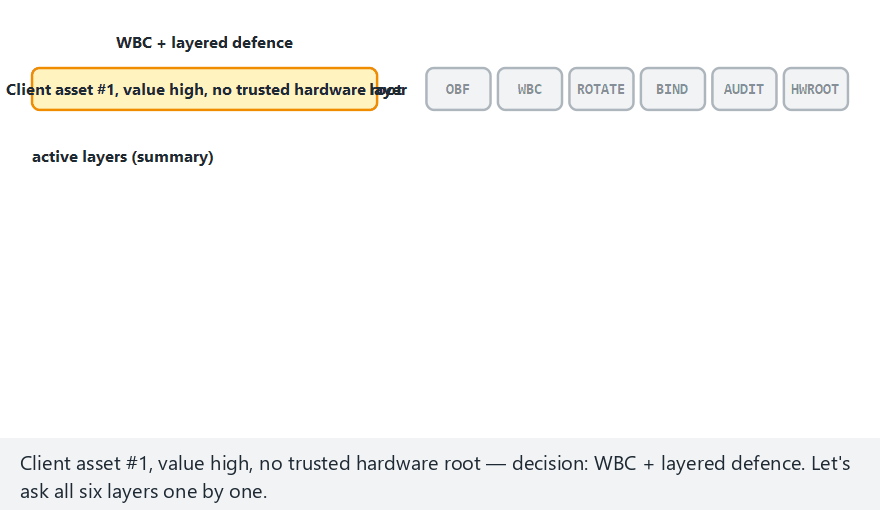 WBC + layered defence
Client asset #1, value high, no trusted hardware root
layer
OBF
WBC
ROTATE
BIND
AUDIT
HWROOT
active layers (summary)
Client asset #1, value high, no trusted hardware root — decision: WBC + layered defence. Let's
ask all six layers one by one.